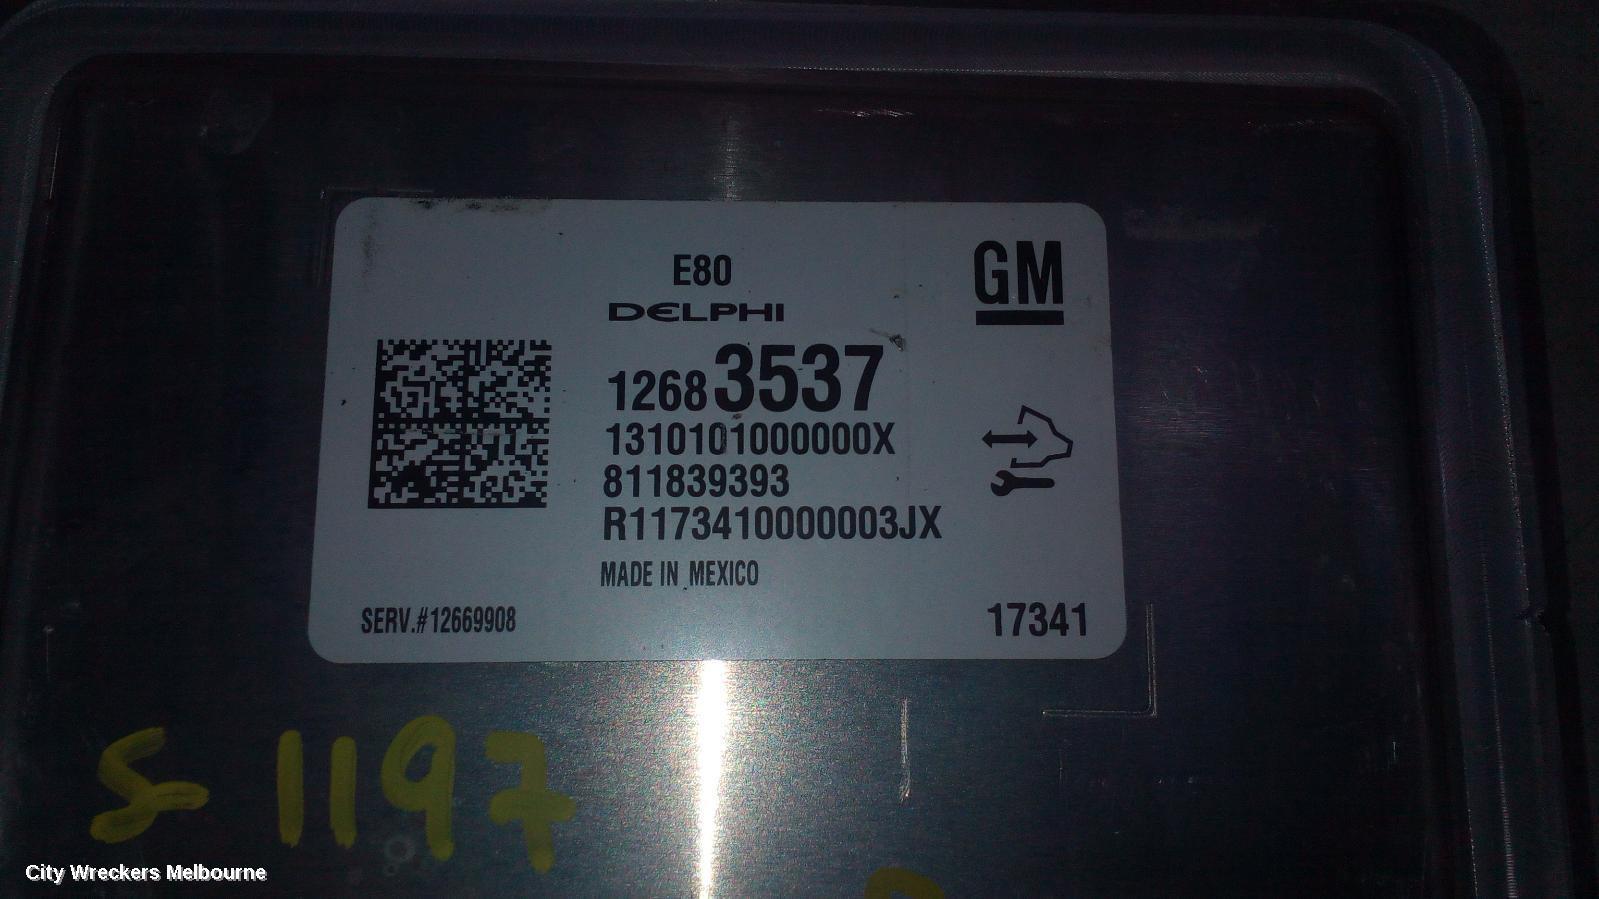 E80
GM
DELPHI
12683537
1310101000000X
811839393
R1173410000003JX
MADE IN MEXICO
SERV.#12669908
17341
S 1197
City Wreckers Melbourne